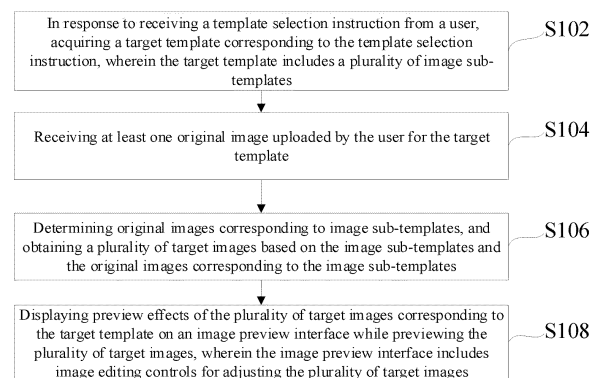 In response to receiving a template selection instruction from a user,
acquiring a target template corresponding to the template selection
instruction, wherein the target template includes a plurality of image sub-
templates
S102
Receiving at least one original image uploaded by the user for the target
template
S104
Determining original images corresponding to image sub-templates, and
obtaining a plurality of target images based on the image sub-templates and
the original images corresponding to the image sub-templates
S106
Displaying preview effects of the plurality of target images corresponding to
the target template on an image preview interface while previewing the
plurality of target images, wherein the image preview interface includes
image editing controls for adjusting the plurality of target images
S108